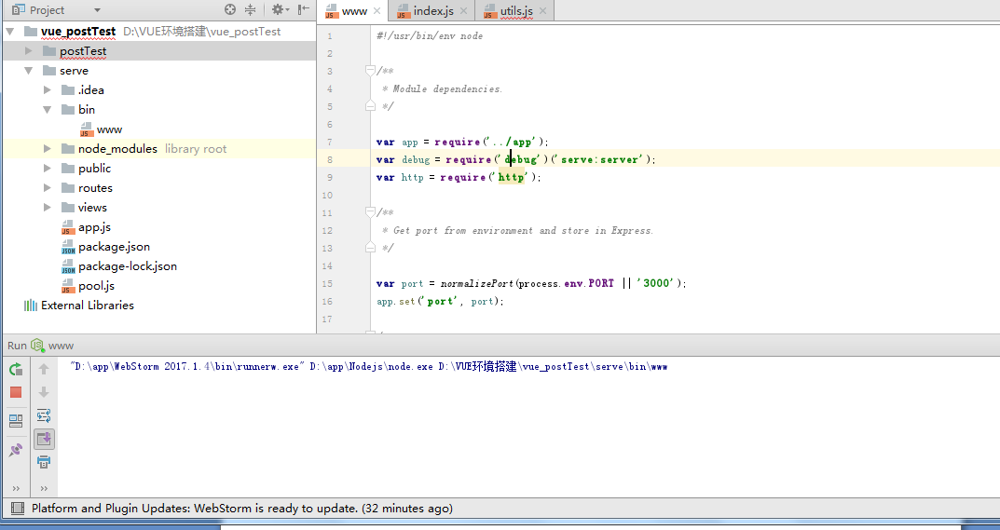 Project
www
index.js
utils.js
vue_postTest D:\VUE环境搭建\vue_postTest
postTest
serve
.idea
bin
www
node_modules library root
public
routes
views
app.js
package.json
package-lock.json
pool.js
External Libraries
1 #!/usr/bin/env node
2
3 /**
4 * Module dependencies.
5 */
6
7 var app = require('../app');
8 var debug = require('debug')('serve:server');
9 var http = require('http');
10
11 /**
12 * Get port from environment and store in Express.
13 */
14
15 var port = normalizePort(process.env.PORT || '3000');
16 app.set('port', port);
17
Run www
"D:\app\WebStorm 2017.1.4\bin\runnerw.exe" D:\app\Nodejs\node.exe D:\VUE环境搭建\vue_postTest\serve\bin\www
Platform and Plugin Updates: WebStorm is ready to update. (32 minutes ago)